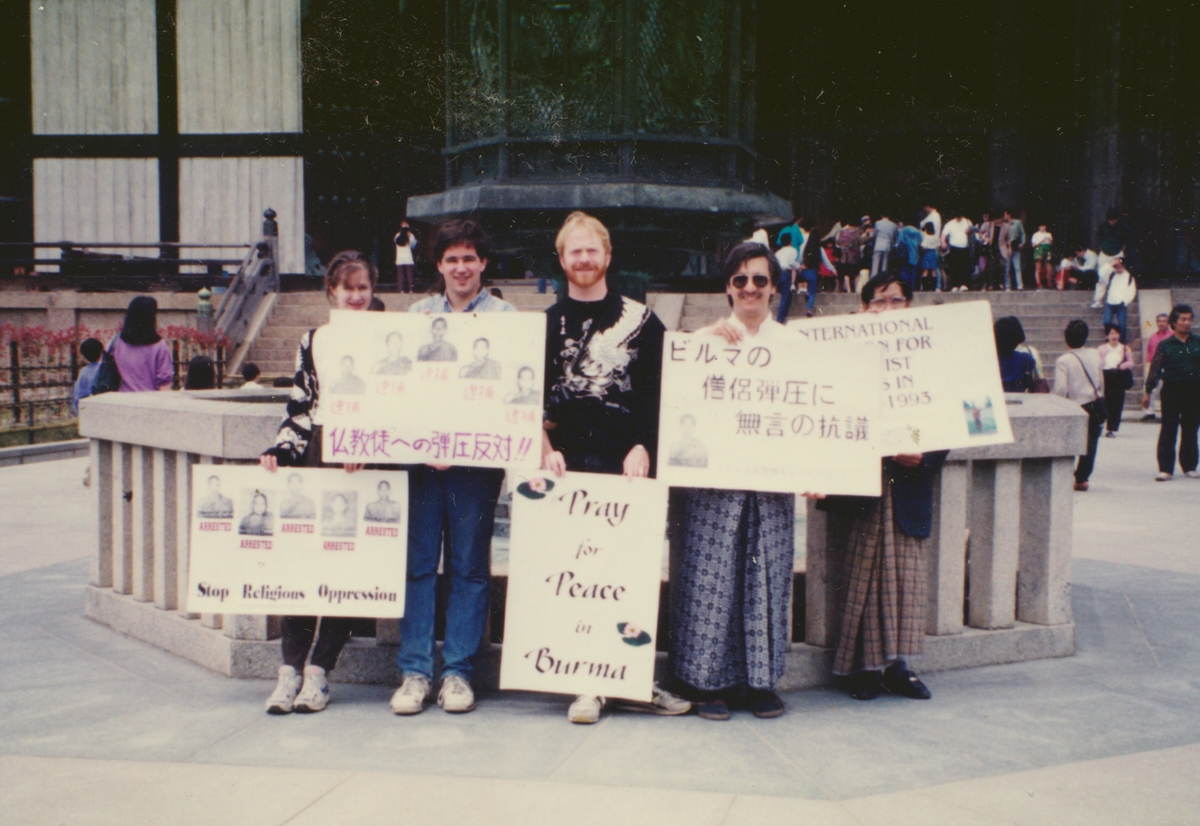 逮捕
逮捕
逮捕
逮捕
逮捕
仏教徒への弾圧反対!!
ARRESTED
ARRESTED
ARRESTED
ARRESTED
ARRESTED
Stop Religious Oppression
Pray
for
Peace
in
Burma
ビルマの
僧侶弾圧に
無言の抗議
INTERNATIONAL
FOR
IST
IN
1993